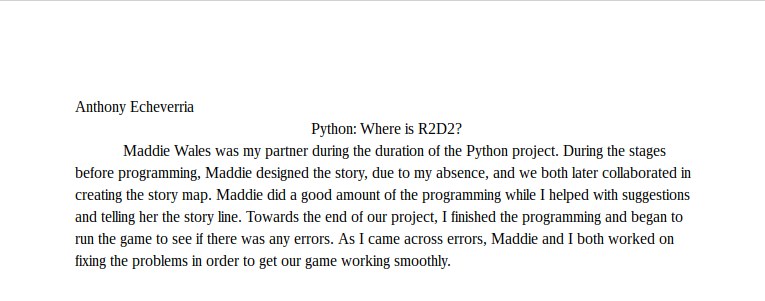 Anthony Echeverria
Python: Where is R2D2?
Maddie Wales was my partner during the duration of the Python project. During the stages
before programming, Maddie designed the story, due to my absence, and we both later collaborated in
creating the story map. Maddie did a good amount of the programming while I helped with suggestions
and telling her the story line. Towards the end of our project, I finished the programming and began to
run the game to see if there was any errors. As I came across errors, Maddie and I both worked on
fixing the problems in order to get our game working smoothly.